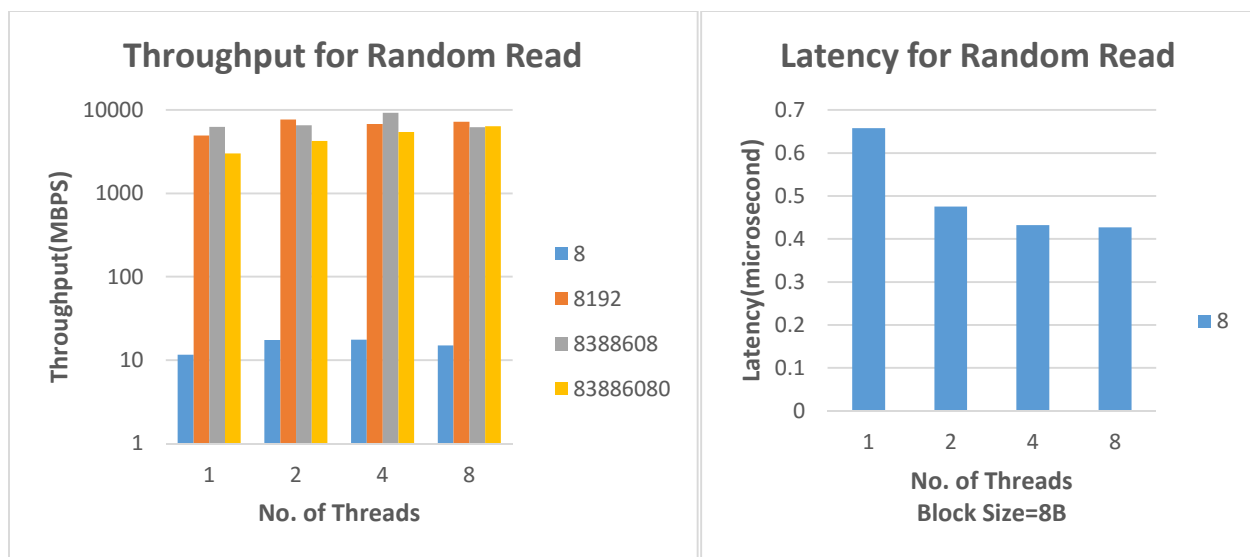 Throughput for Random Read
Throughput(MBPS)
10000
1000
100
10
1
1 2 4 8
No. of Threads
8
8192
8388608
83886080
Latency for Random Read
Latency(microsecond)
0.7
0.6
0.5
0.4
0.3
0.2
0.1
0
1 2 4 8
No. of Threads
Block Size=8B
8